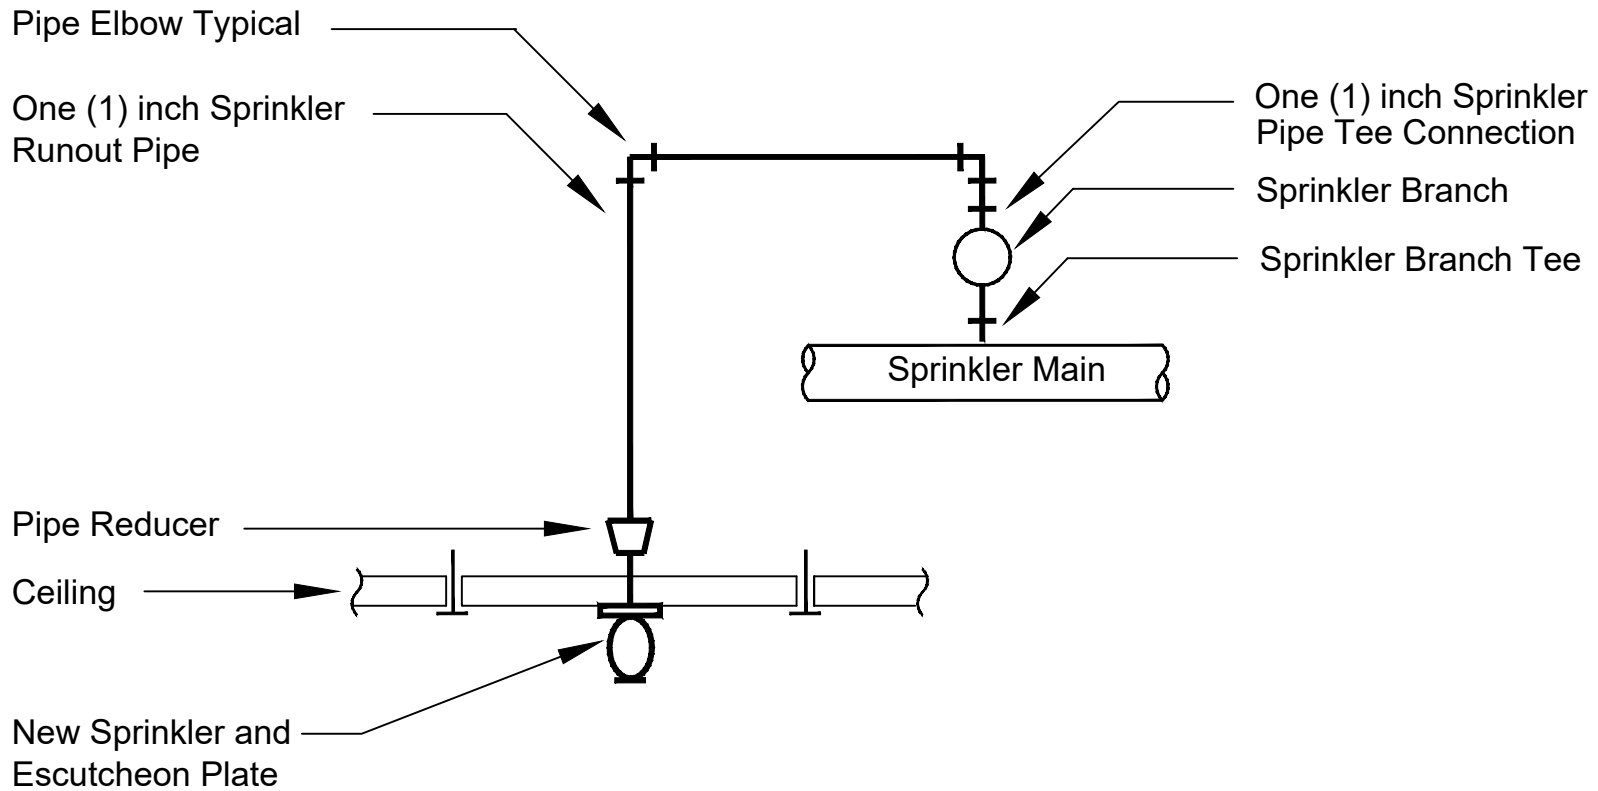 Pipe Elbow Typical
One (1) inch Sprinkler
Runout Pipe
One (1) inch Sprinkler
Pipe Tee Connection
Sprinkler Branch
Sprinkler Branch Tee
Sprinkler Main
Pipe Reducer
Ceiling
New Sprinkler and
Escutcheon Plate